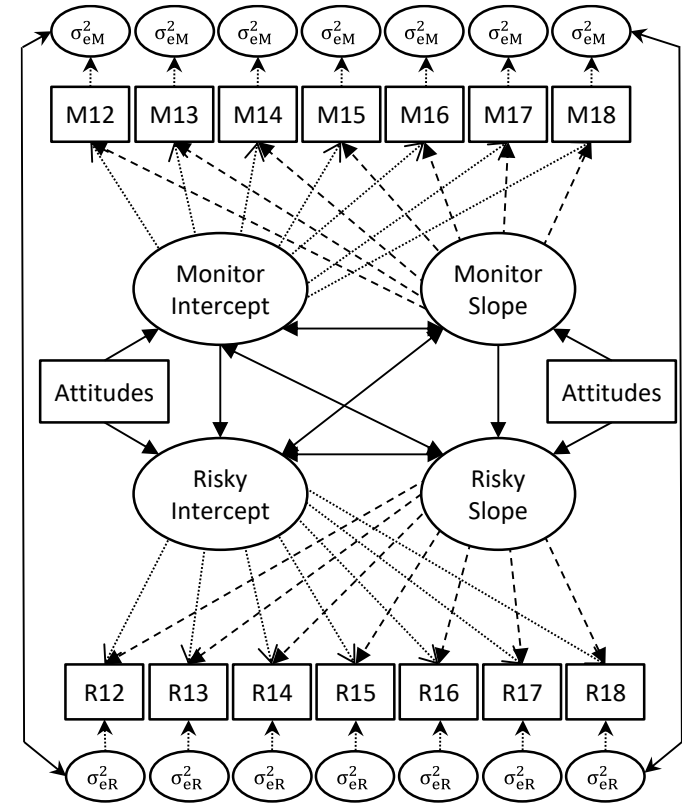 σ²eM σ²eM σ²eM σ²eM σ²eM σ²eM σ²eM
M12 M13 M14 M15 M16 M17 M18
Monitor
Intercept
Monitor
Slope
Attitudes
Attitudes
Risky
Intercept
Risky
Slope
R12 R13 R14 R15 R16 R17 R18
σ²eR σ²eR σ²eR σ²eR σ²eR σ²eR σ²eR